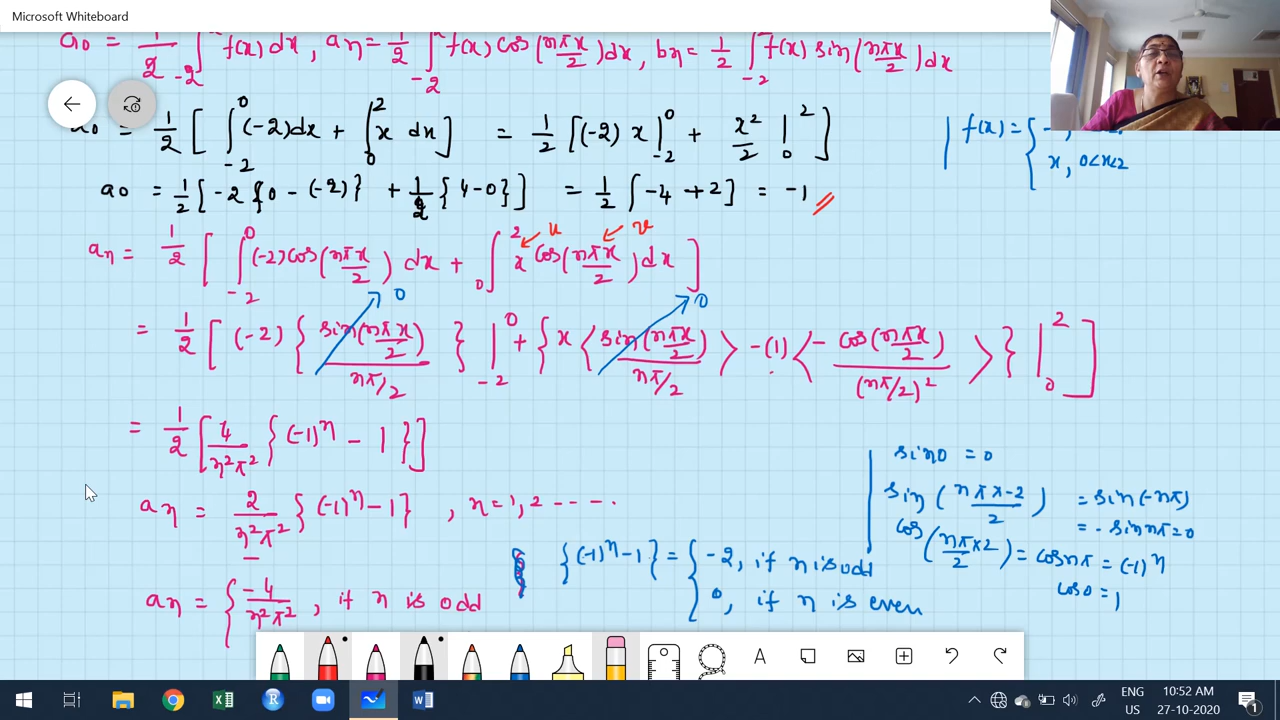 Microsoft Whiteboard
a0 = 1/2 ∫_{-2}^{2} f(x) dx, an = 1/2 ∫_{-2}^{2} f(x) cos(nπx/2) dx, bn = 1/2 ∫_{-2}^{2} f(x) sin(nπx/2) dx
a0 = 1/2 [ ∫_{-2}^{0} (-2) dx + ∫_{0}^{2} x dx ] = 1/2 [ (-2) x |_{-2}^{0} + x²/2 |_{0}^{2} ]
f(x) = {
x, 0<x<2
a0 = 1/2 [ -2 {0 - (-2)} + 1/2 {4-0} ] = 1/2 [ -4 + 2 ] = -1
u v
an = 1/2 [ ∫_{-2}^{0} (-2) cos(nπx/2) dx + ∫_{0}^{2} x cos(nπx/2) dx ]
0 0
= 1/2 [ (-2) { sin(nπx/2) / nπ/2 } |_{-2}^{0} + { x < sin(nπx/2) / nπ/2 > - (1) < - cos(nπx/2) / (nπ/2)² > } |_{0}^{2} ]
= 1/2 [ 4/n²π² { (-1)ⁿ - 1 } ]
an = 2/n²π² { (-1)ⁿ - 1 } , n = 1, 2 - - - - .
an = { -4/n²π² , if n is odd
{ (-1)ⁿ - 1 } = { -2, if n is odd
0, if n is even
sin0 = 0
sin( nπ x -2 / 2 ) = sin(-nπ)
= - sin nπ = 0
cos( nπ x 2 / 2 ) = cos nπ = (-1)ⁿ
cos 0 = 1
A
ENG
US
10:52 AM
27-10-2020
1